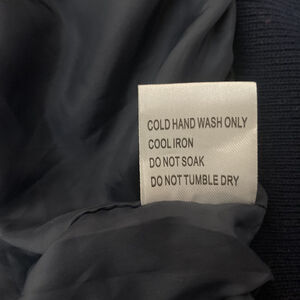 COLD HAND WASH ONLY
COOL IRON
DO NOT SOAK
DO NOT TUMBLE DRY